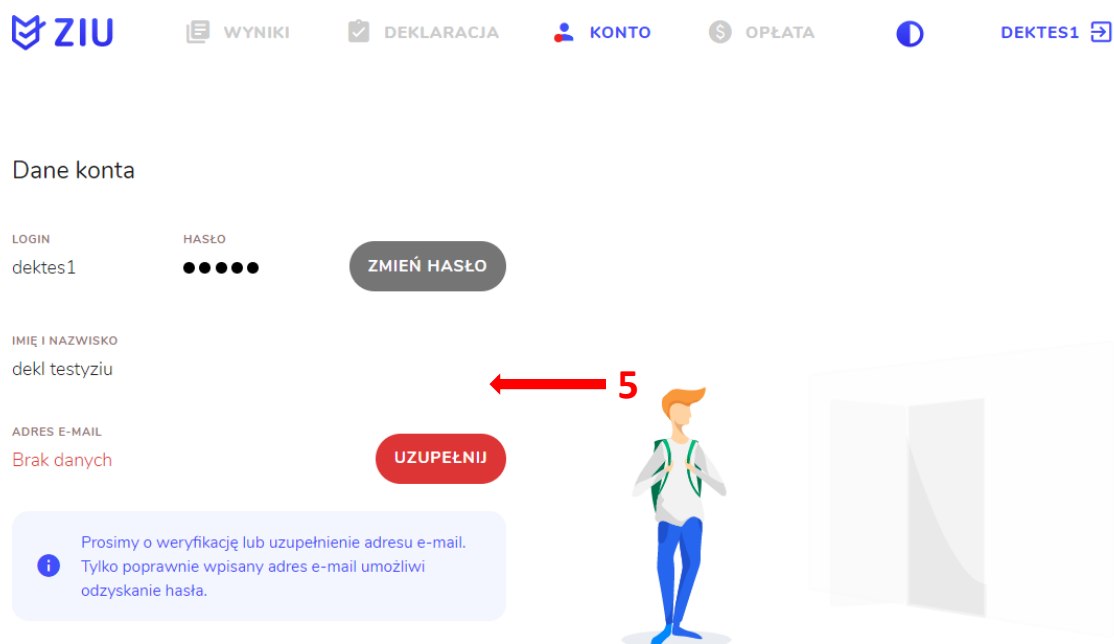 ZIU WYNIKI DEKLARACJA KONTO OPŁATA DEKTES1
Dane konta
LOGIN HASŁO
dektes1 ●●●●● ZMIEŃ HASŁO
IMIĘ I NAZWISKO
dekl testyziu
5
ADRES E-MAIL
Brak danych UZUPEŁNIJ
Prosimy o weryfikację lub uzupełnienie adresu e-mail.
Tylko poprawnie wpisany adres e-mail umożliwi
odzyskanie hasła.